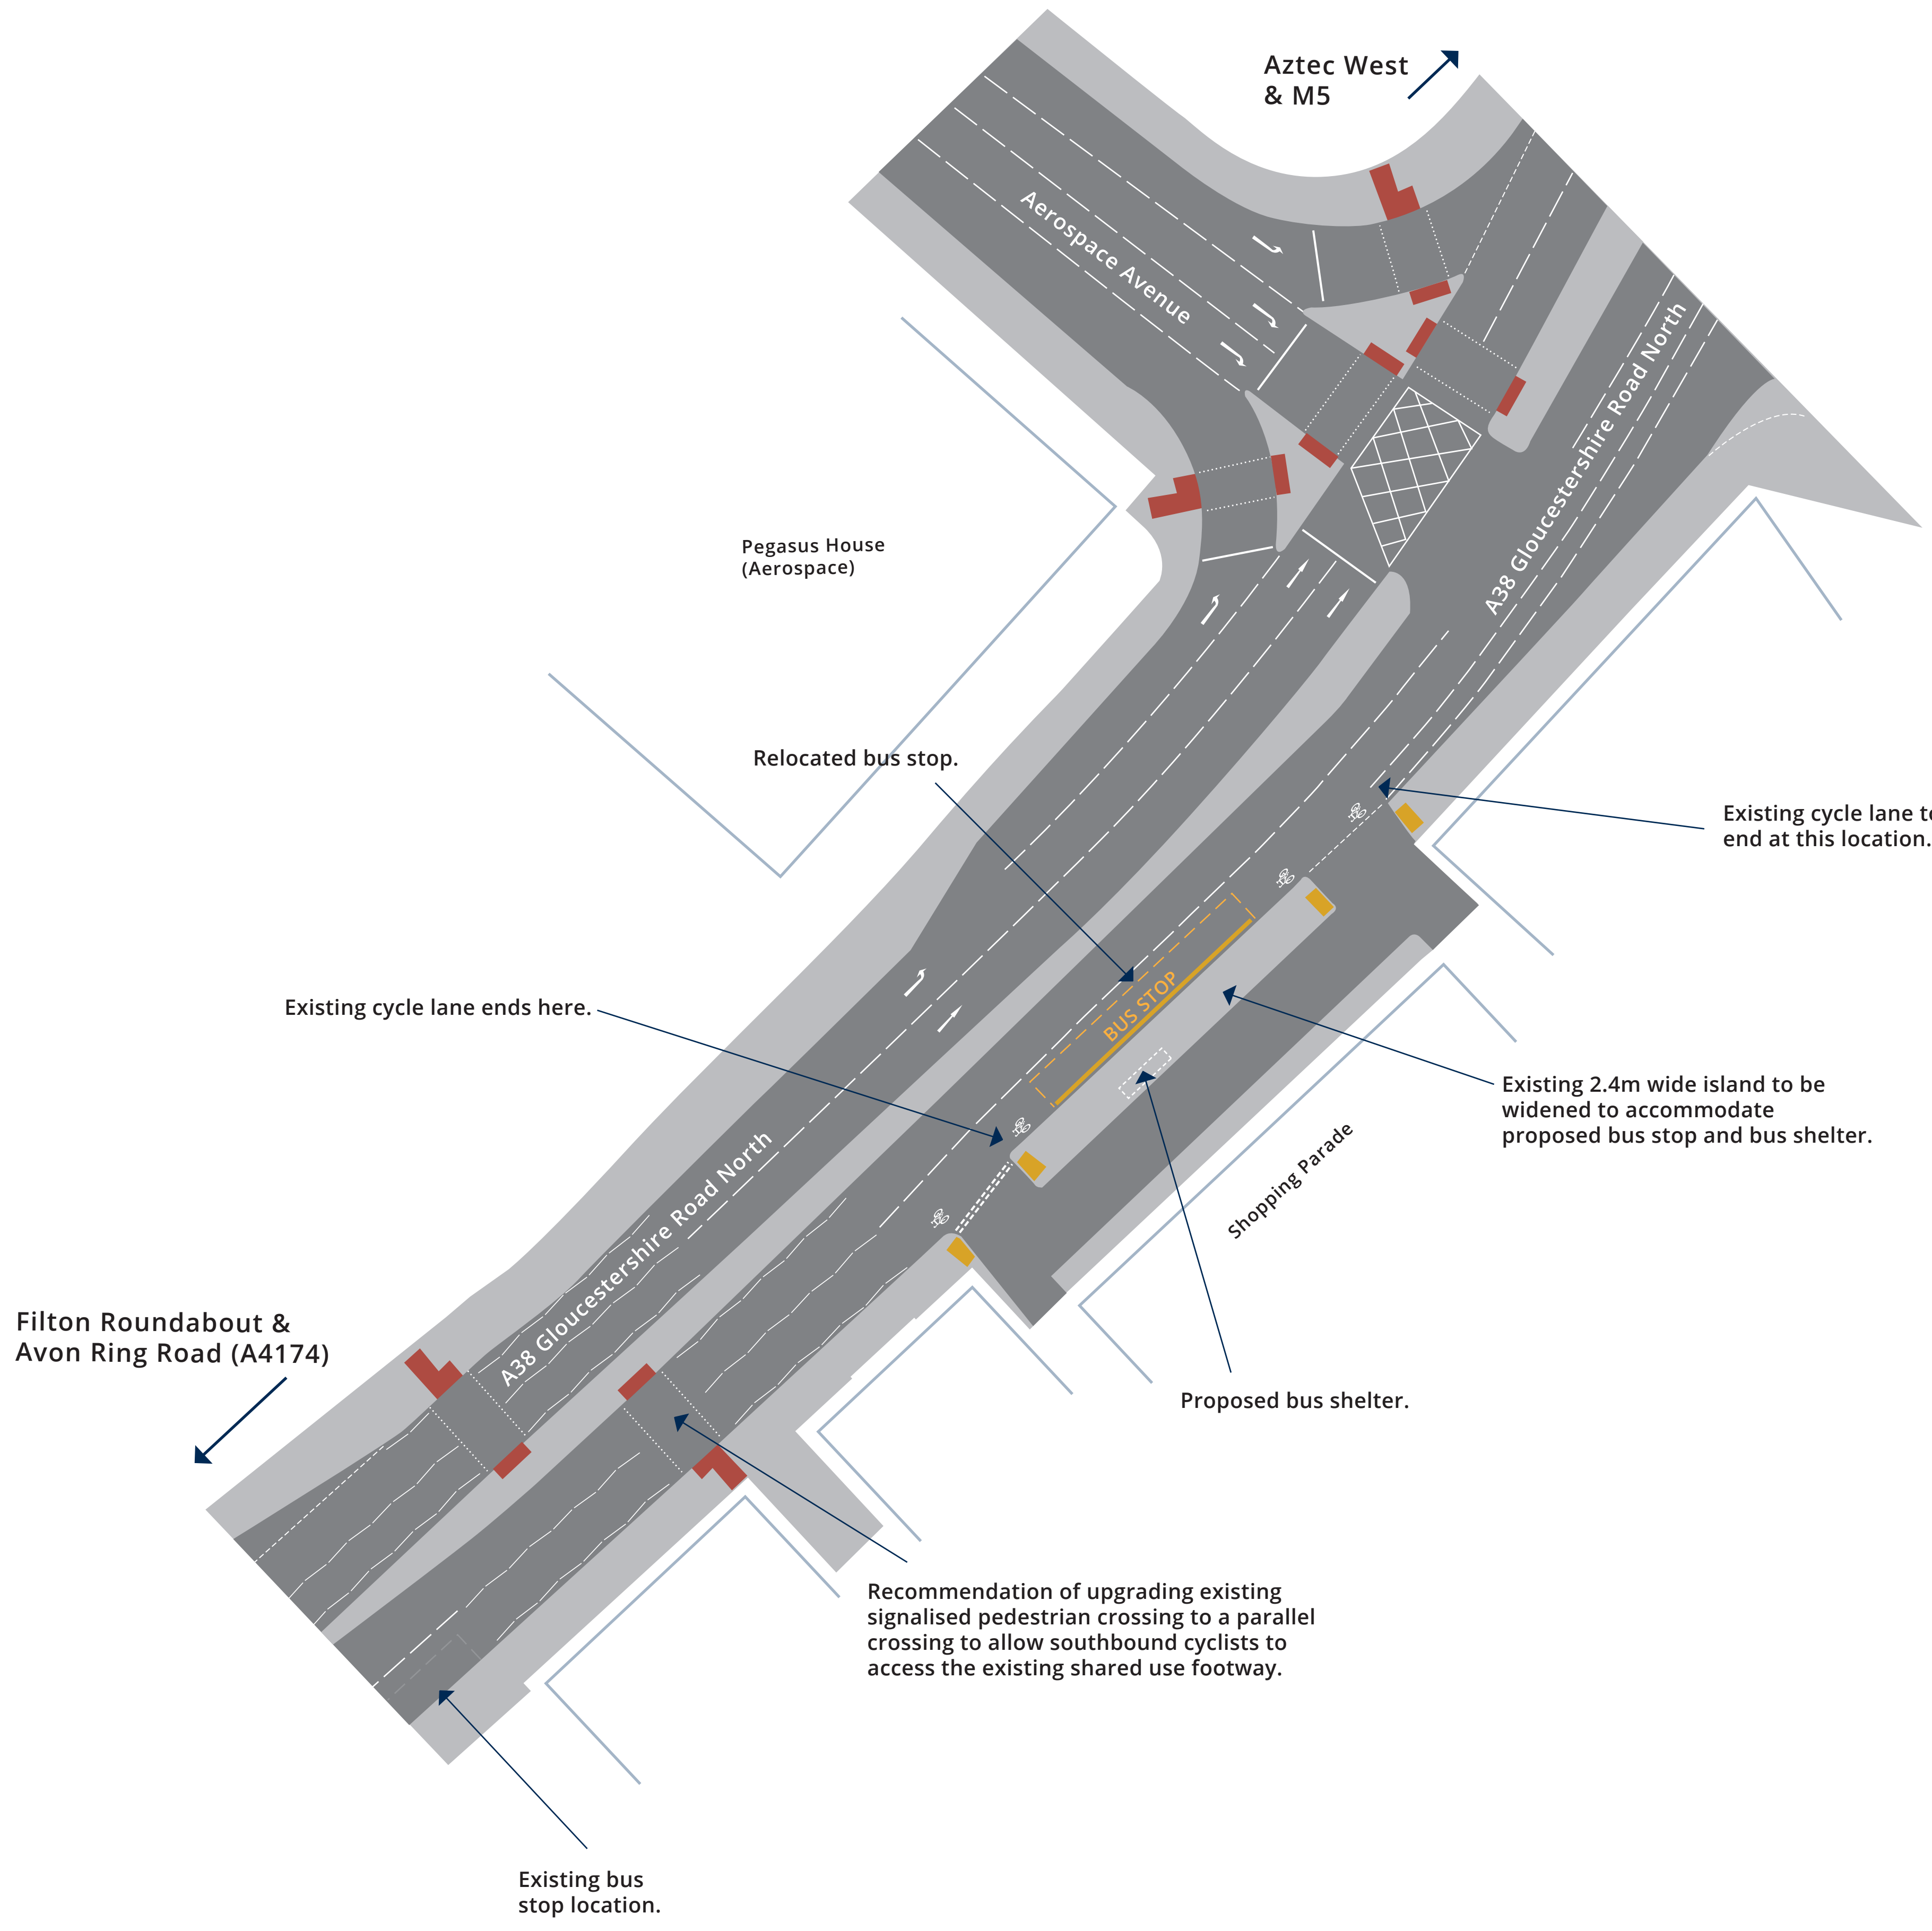 Aztec West
& M5
Aerospace Avenue
A38 Gloucestershire Road North
Pegasus House
(Aerospace)
Relocated bus stop.
Existing cycle lane t
end at this location.
Existing cycle lane ends here.
BUS STOP
Existing 2.4m wide island to be
widened to accommodate
proposed bus stop and bus shelter.
Shopping Parade
A38 Gloucestershire Road North
Filton Roundabout &
Avon Ring Road (A4174)
Proposed bus shelter.
Recommendation of upgrading existing
signalised pedestrian crossing to a parallel
crossing to allow southbound cyclists to
access the existing shared use footway.
Existing bus
stop location.